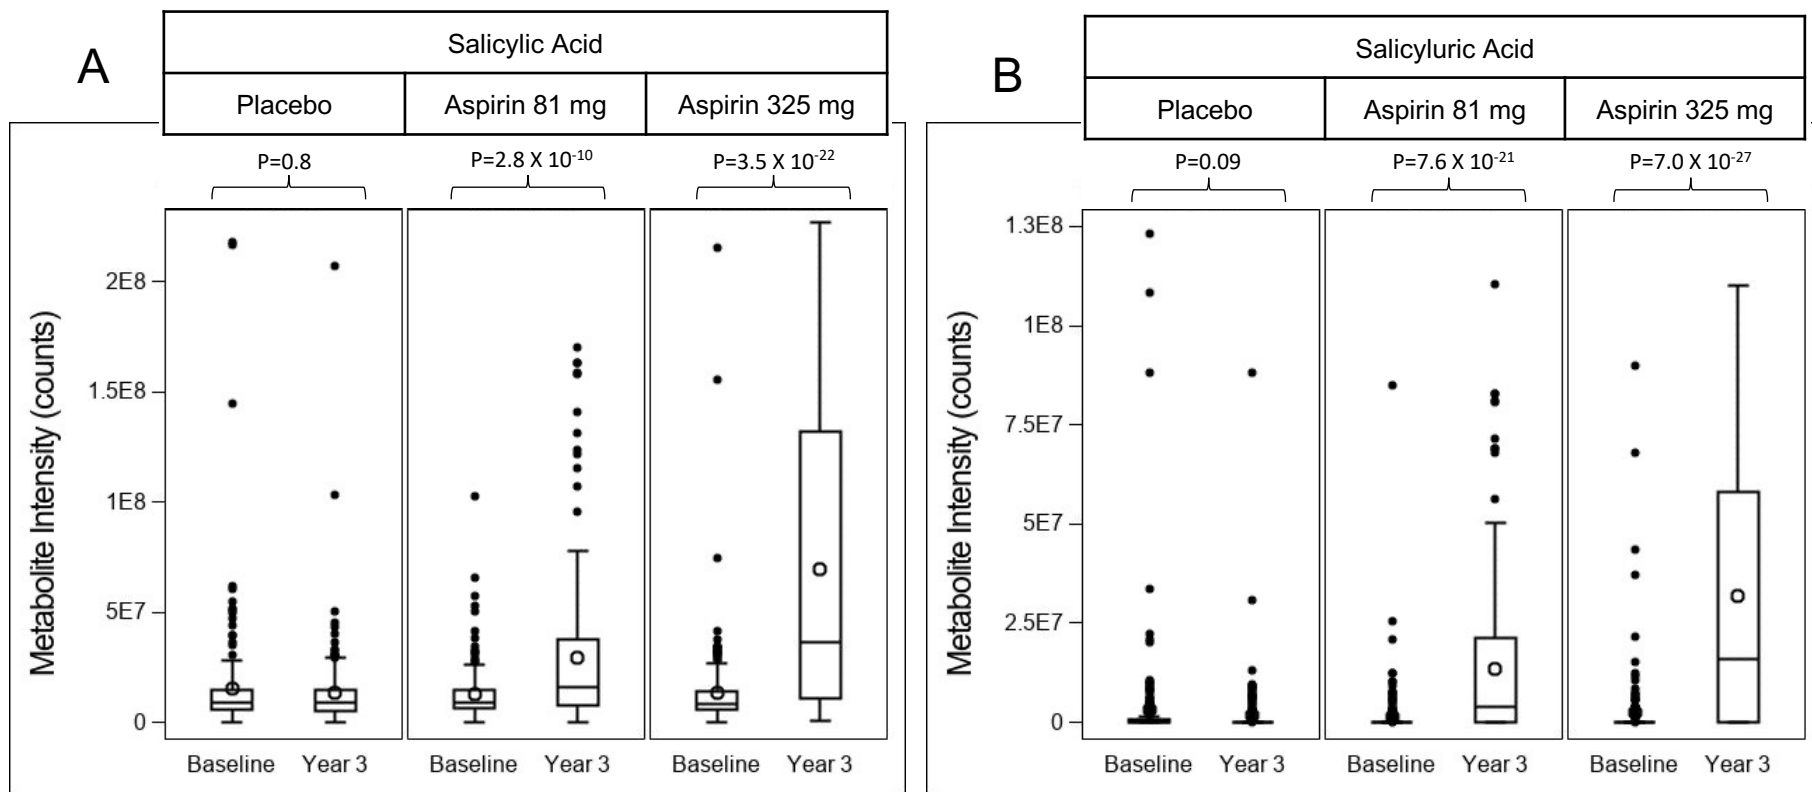 A
Salicylic Acid
Placebo
Aspirin 81 mg
Aspirin 325 mg
P=0.8
P=2.8 X 10⁻¹⁰
P=3.5 X 10⁻²²
Metabolite Intensity (counts)
2E8
1.5E8
1E8
5E7
0
Baseline Year 3
Baseline Year 3
Baseline Year 3
B
Salicyluric Acid
Placebo
Aspirin 81 mg
Aspirin 325 mg
P=0.09
P=7.6 X 10⁻²¹
P=7.0 X 10⁻²⁷
Metabolite Intensity (counts)
1.3E8
1E8
7.5E7
5E7
2.5E7
0
Baseline Year 3
Baseline Year 3
Baseline Year 3